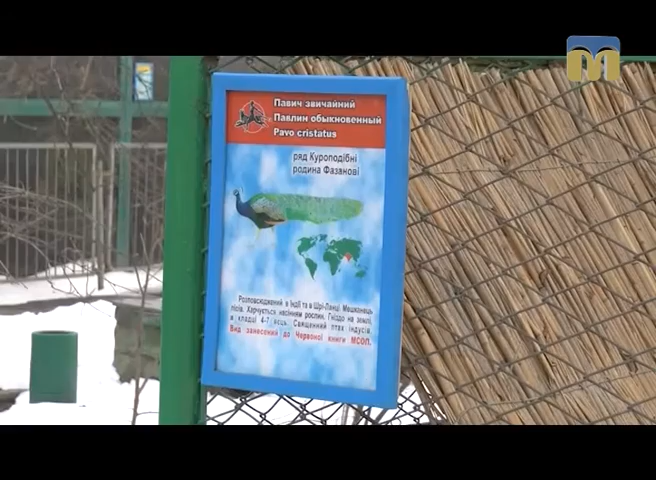 Павич звичайний
Павлин обыкновенный
Pavo cristatus
ряд Куроподібні
родина Фазанові
Розповсюджений в Індії та в Шрі-Ланці. Мешканець
лісів. Харчується насінням рослин. Гніздо на землі,
в кладці 4-7 яєць. Священний птах індусів
Вид занесений до Червоної книги МСОП.